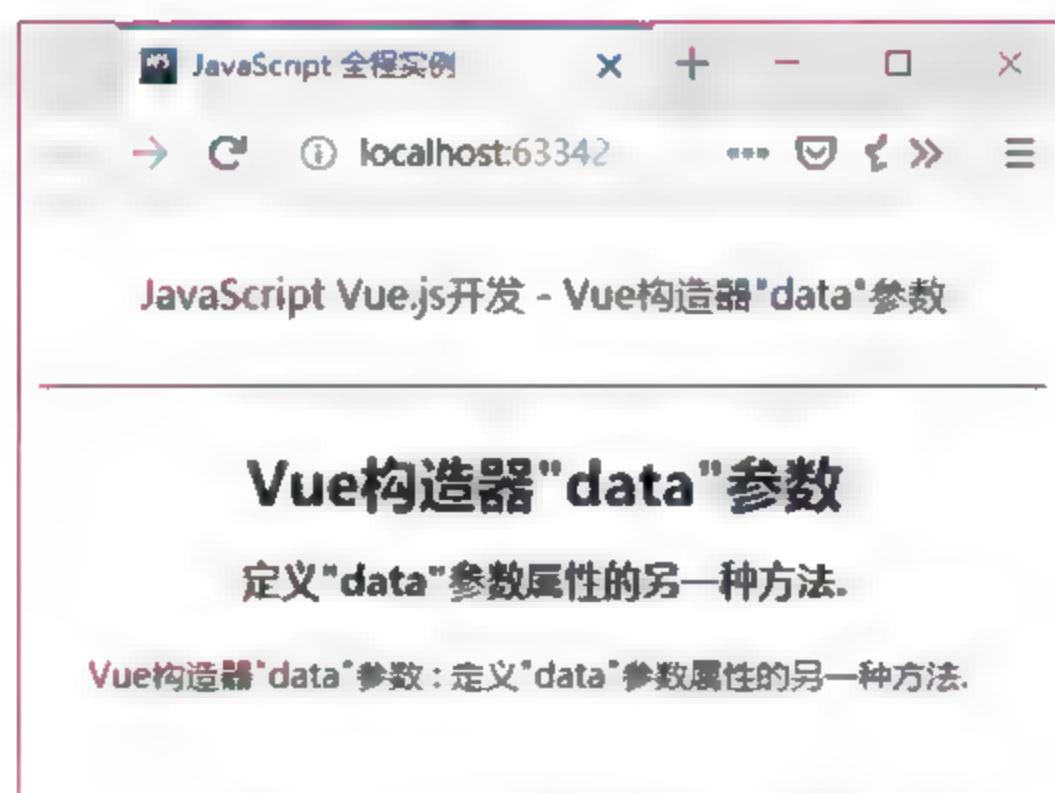 JavaScript 全程实例
localhost:63342
JavaScript Vue.js开发 - Vue构造器"data"参数
Vue构造器"data"参数
定义"data"参数属性的另一种方法.
Vue构造器"data"参数 : 定义"data"参数属性的另一种方法.